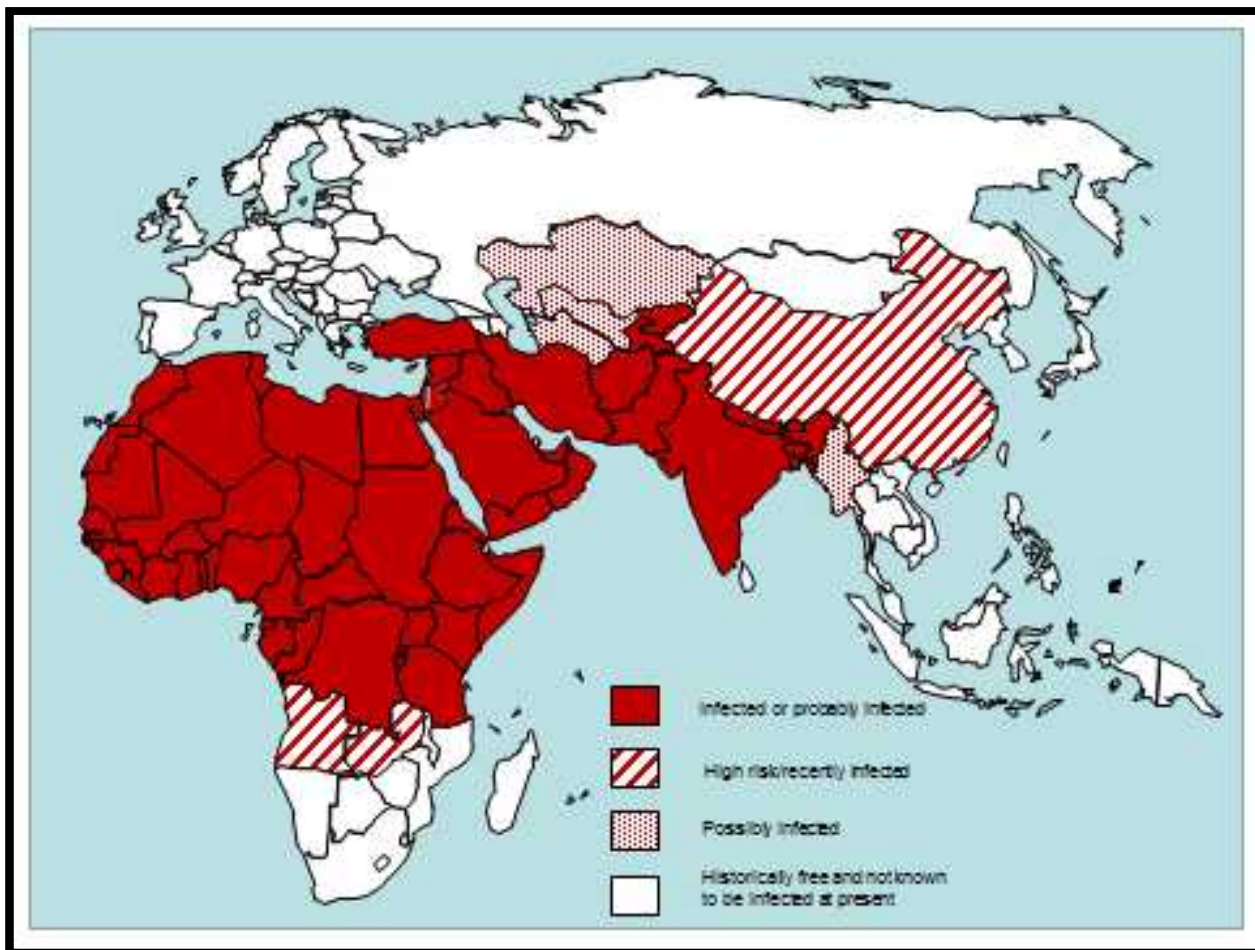 Infected or probably infected
High risk/recently infected
Possibly infected
Historically free and not known
to be infected at present